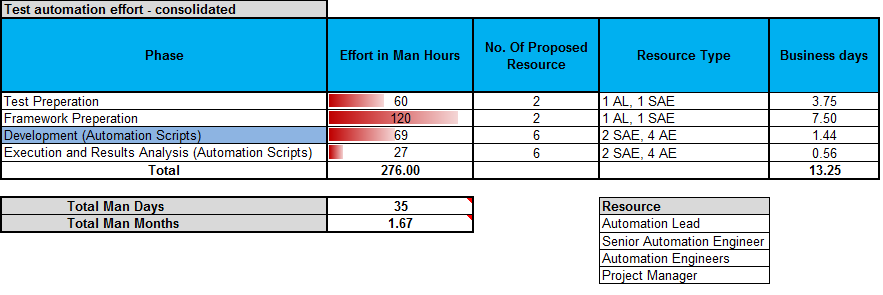 Test automation effort - consolidated
Phase Effort in Man Hours No. Of Proposed Resource Resource Type Business days
Test Preperation 60 2 1 AL, 1 SAE 3.75
Framework Preperation 120 2 1 AL, 1 SAE 7.50
Development (Automation Scripts) 69 6 2 SAE, 4 AE 1.44
Execution and Results Analysis (Automation Scripts) 27 6 2 SAE, 4 AE 0.56
Total 276.00 13.25
Total Man Days 35
Total Man Months 1.67
Resource
Automation Lead
Senior Automation Engineer
Automation Engineers
Project Manager